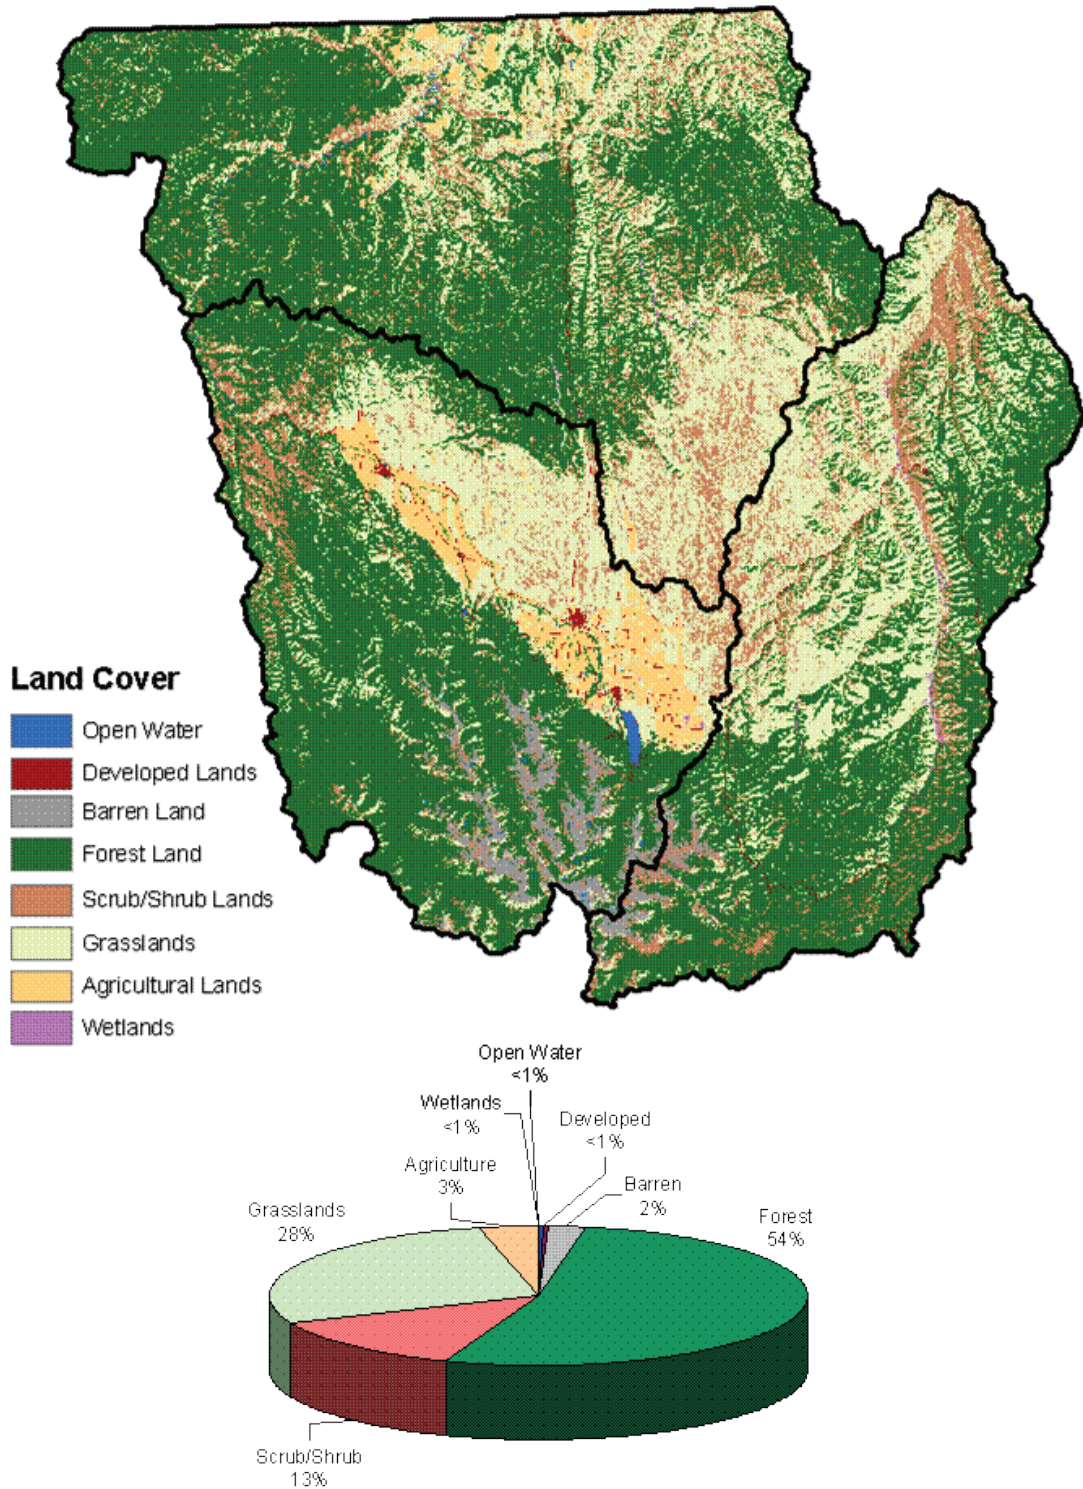 Land Cover
Open Water
Developed Lands
Barren Land
Forest Land
Scrub/Shrub Lands
Grasslands
Agricultural Lands
Wetlands
Open Water
<1%
Wetlands
<1%
Developed
<1%
Agriculture
3%
Barren
2%
Grasslands
28%
Forest
54%
Scrub/Shrub
13%